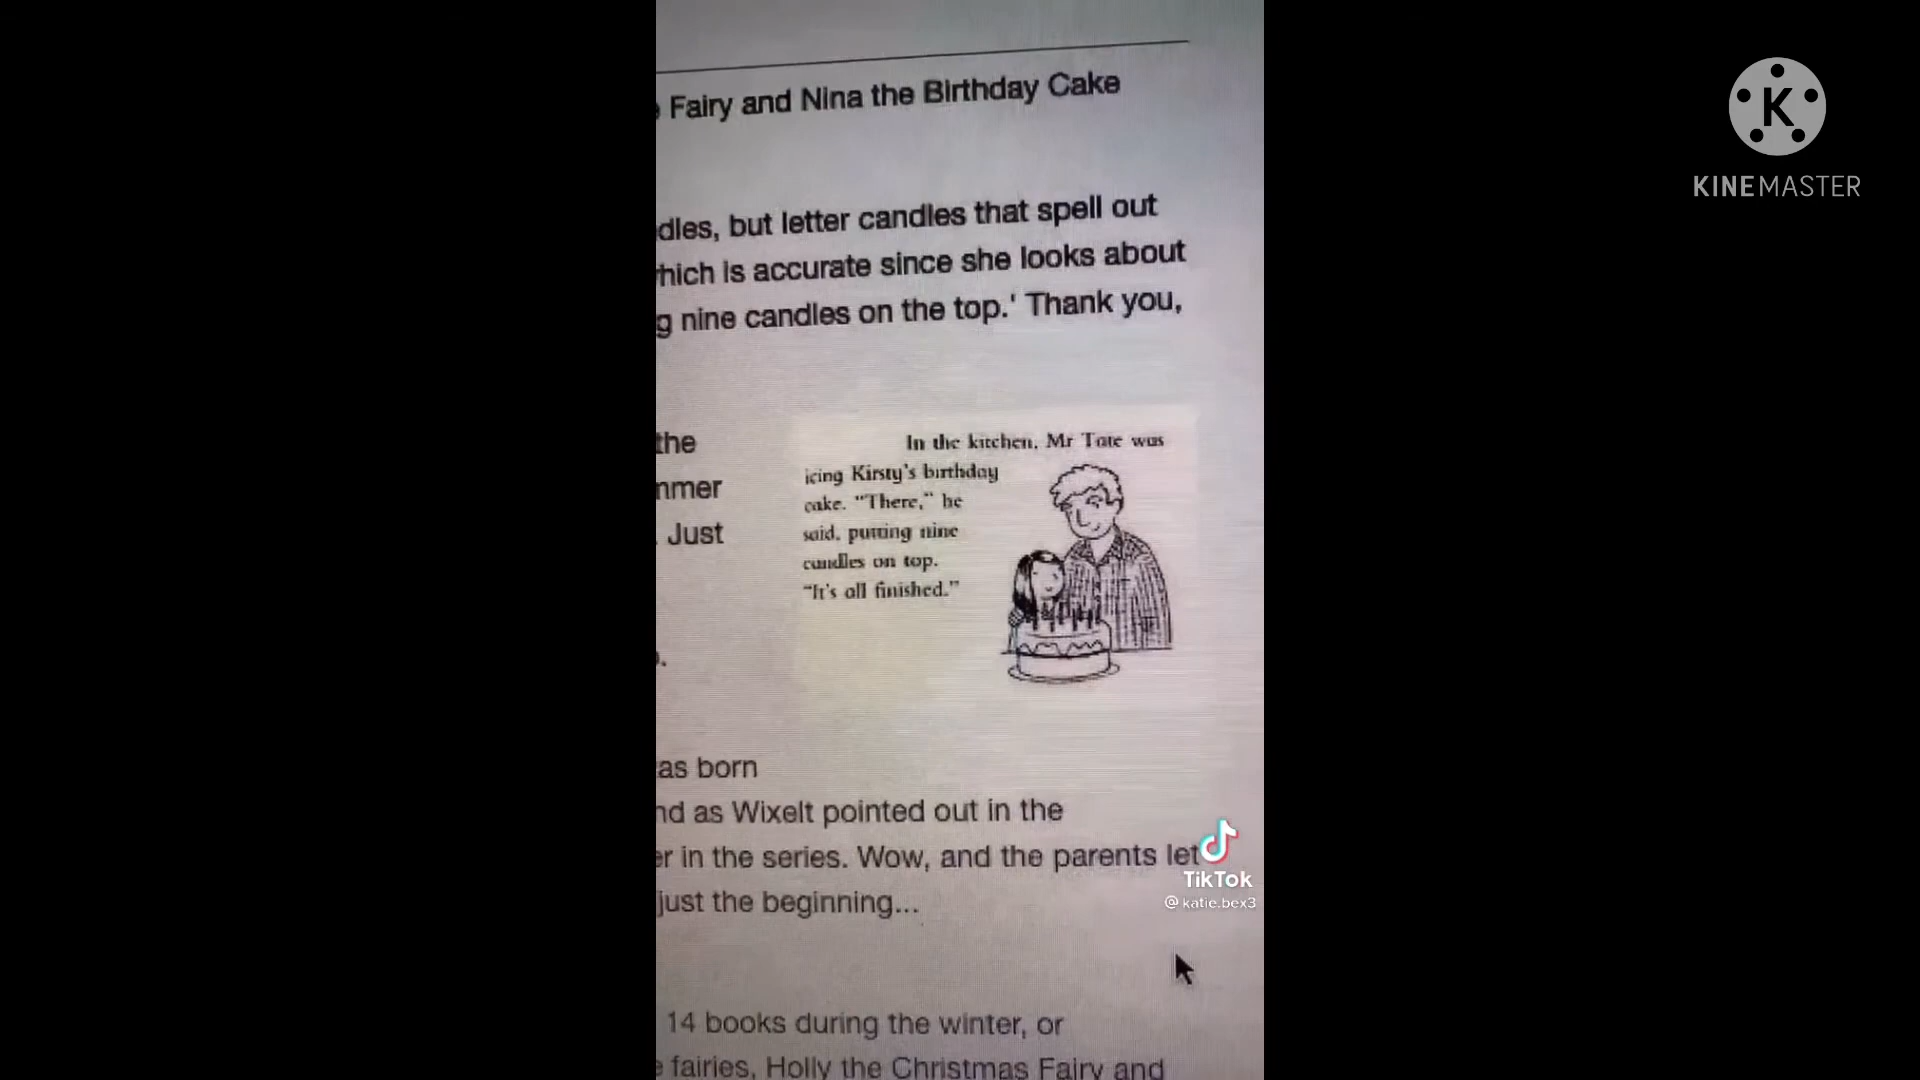 Fairy and Nina the Birthday Cake
KINEMASTER
dles, but letter candles that spell out
hich is accurate since she looks about
g nine candles on the top.' Thank you,
the
nmer
. Just
In the kitchen, Mr Tate was
icing Kirsty's birthday
cake. "There," he
said, putting nine
candles on top.
"It's all finished."
as born
nd as Wixelt pointed out in the
er in the series. Wow, and the parents let
just the beginning...
TikTok
@katie.bex3
14 books during the winter, or
e fairies, Holly the Christmas Fairy and